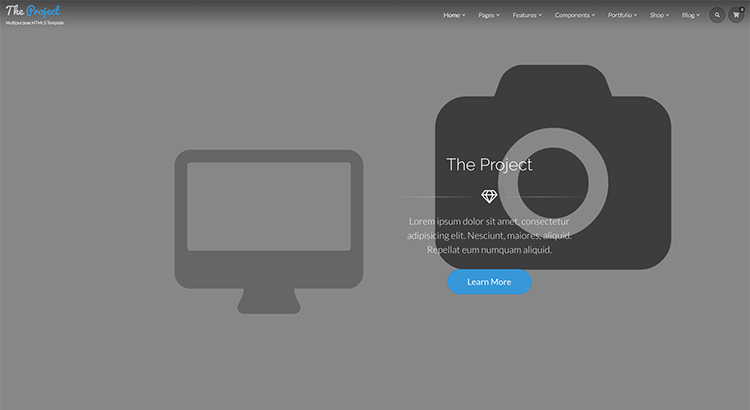 The Project
Multipurpose HTML5 Template
Home Pages Features Components Portfolio Shop Blog
0
The Project
Lorem ipsum dolor sit amet, consectetur
adipisicing elit. Nesciunt, maiores, aliquid.
Repellat eum numquam aliquid.
Learn More